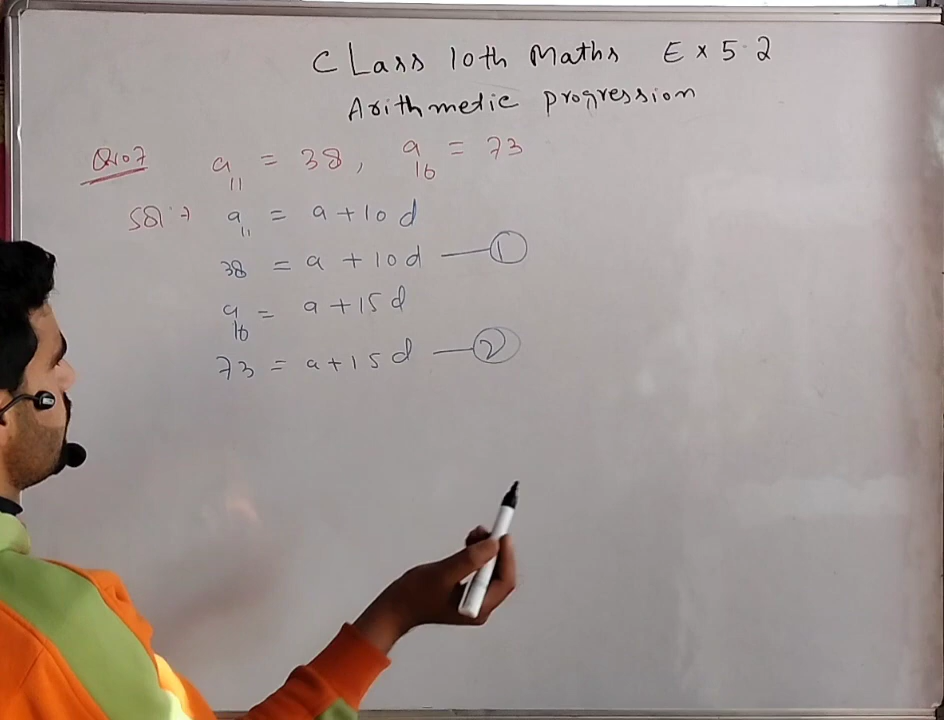 Class 10th Maths Ex 5.2
Arithmetic progression
Q No 7 a₁₁ = 38, a₁₆ = 73
Sol :→ a₁₁ = a + 10d
38 = a + 10d — ①
a₁₆ = a + 15d
73 = a + 15d — ②